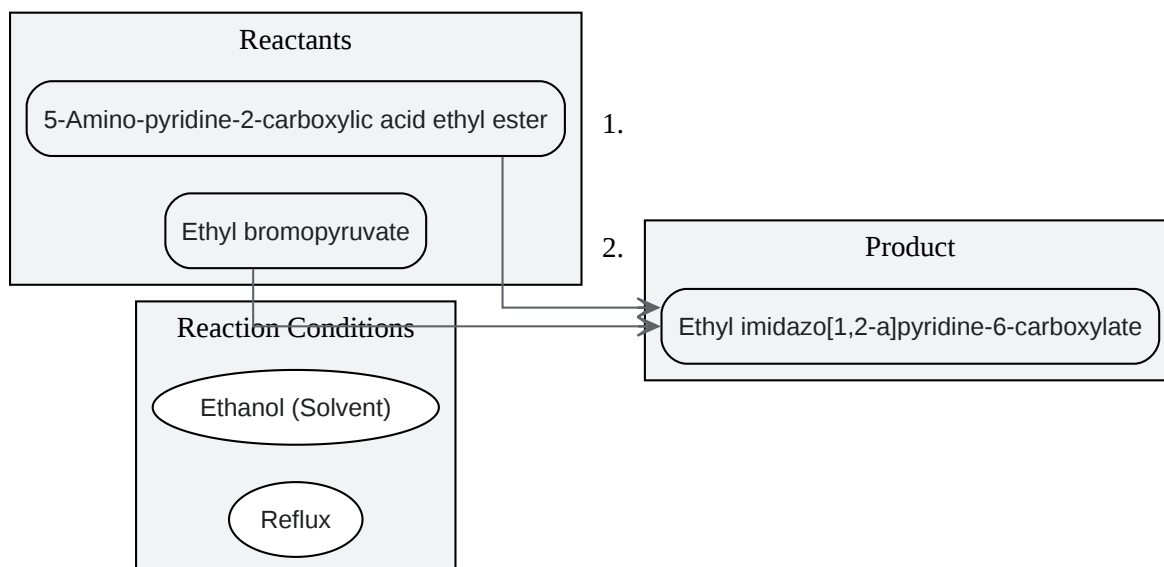 Reactants
5-Amino-pyridine-2-carboxylic acid ethyl ester
1.
Ethyl bromopyruvate
2.
Product
Ethyl imidazo[1,2-a]pyridine-6-carboxylate
Reaction Conditions
Ethanol (Solvent)
Reflux